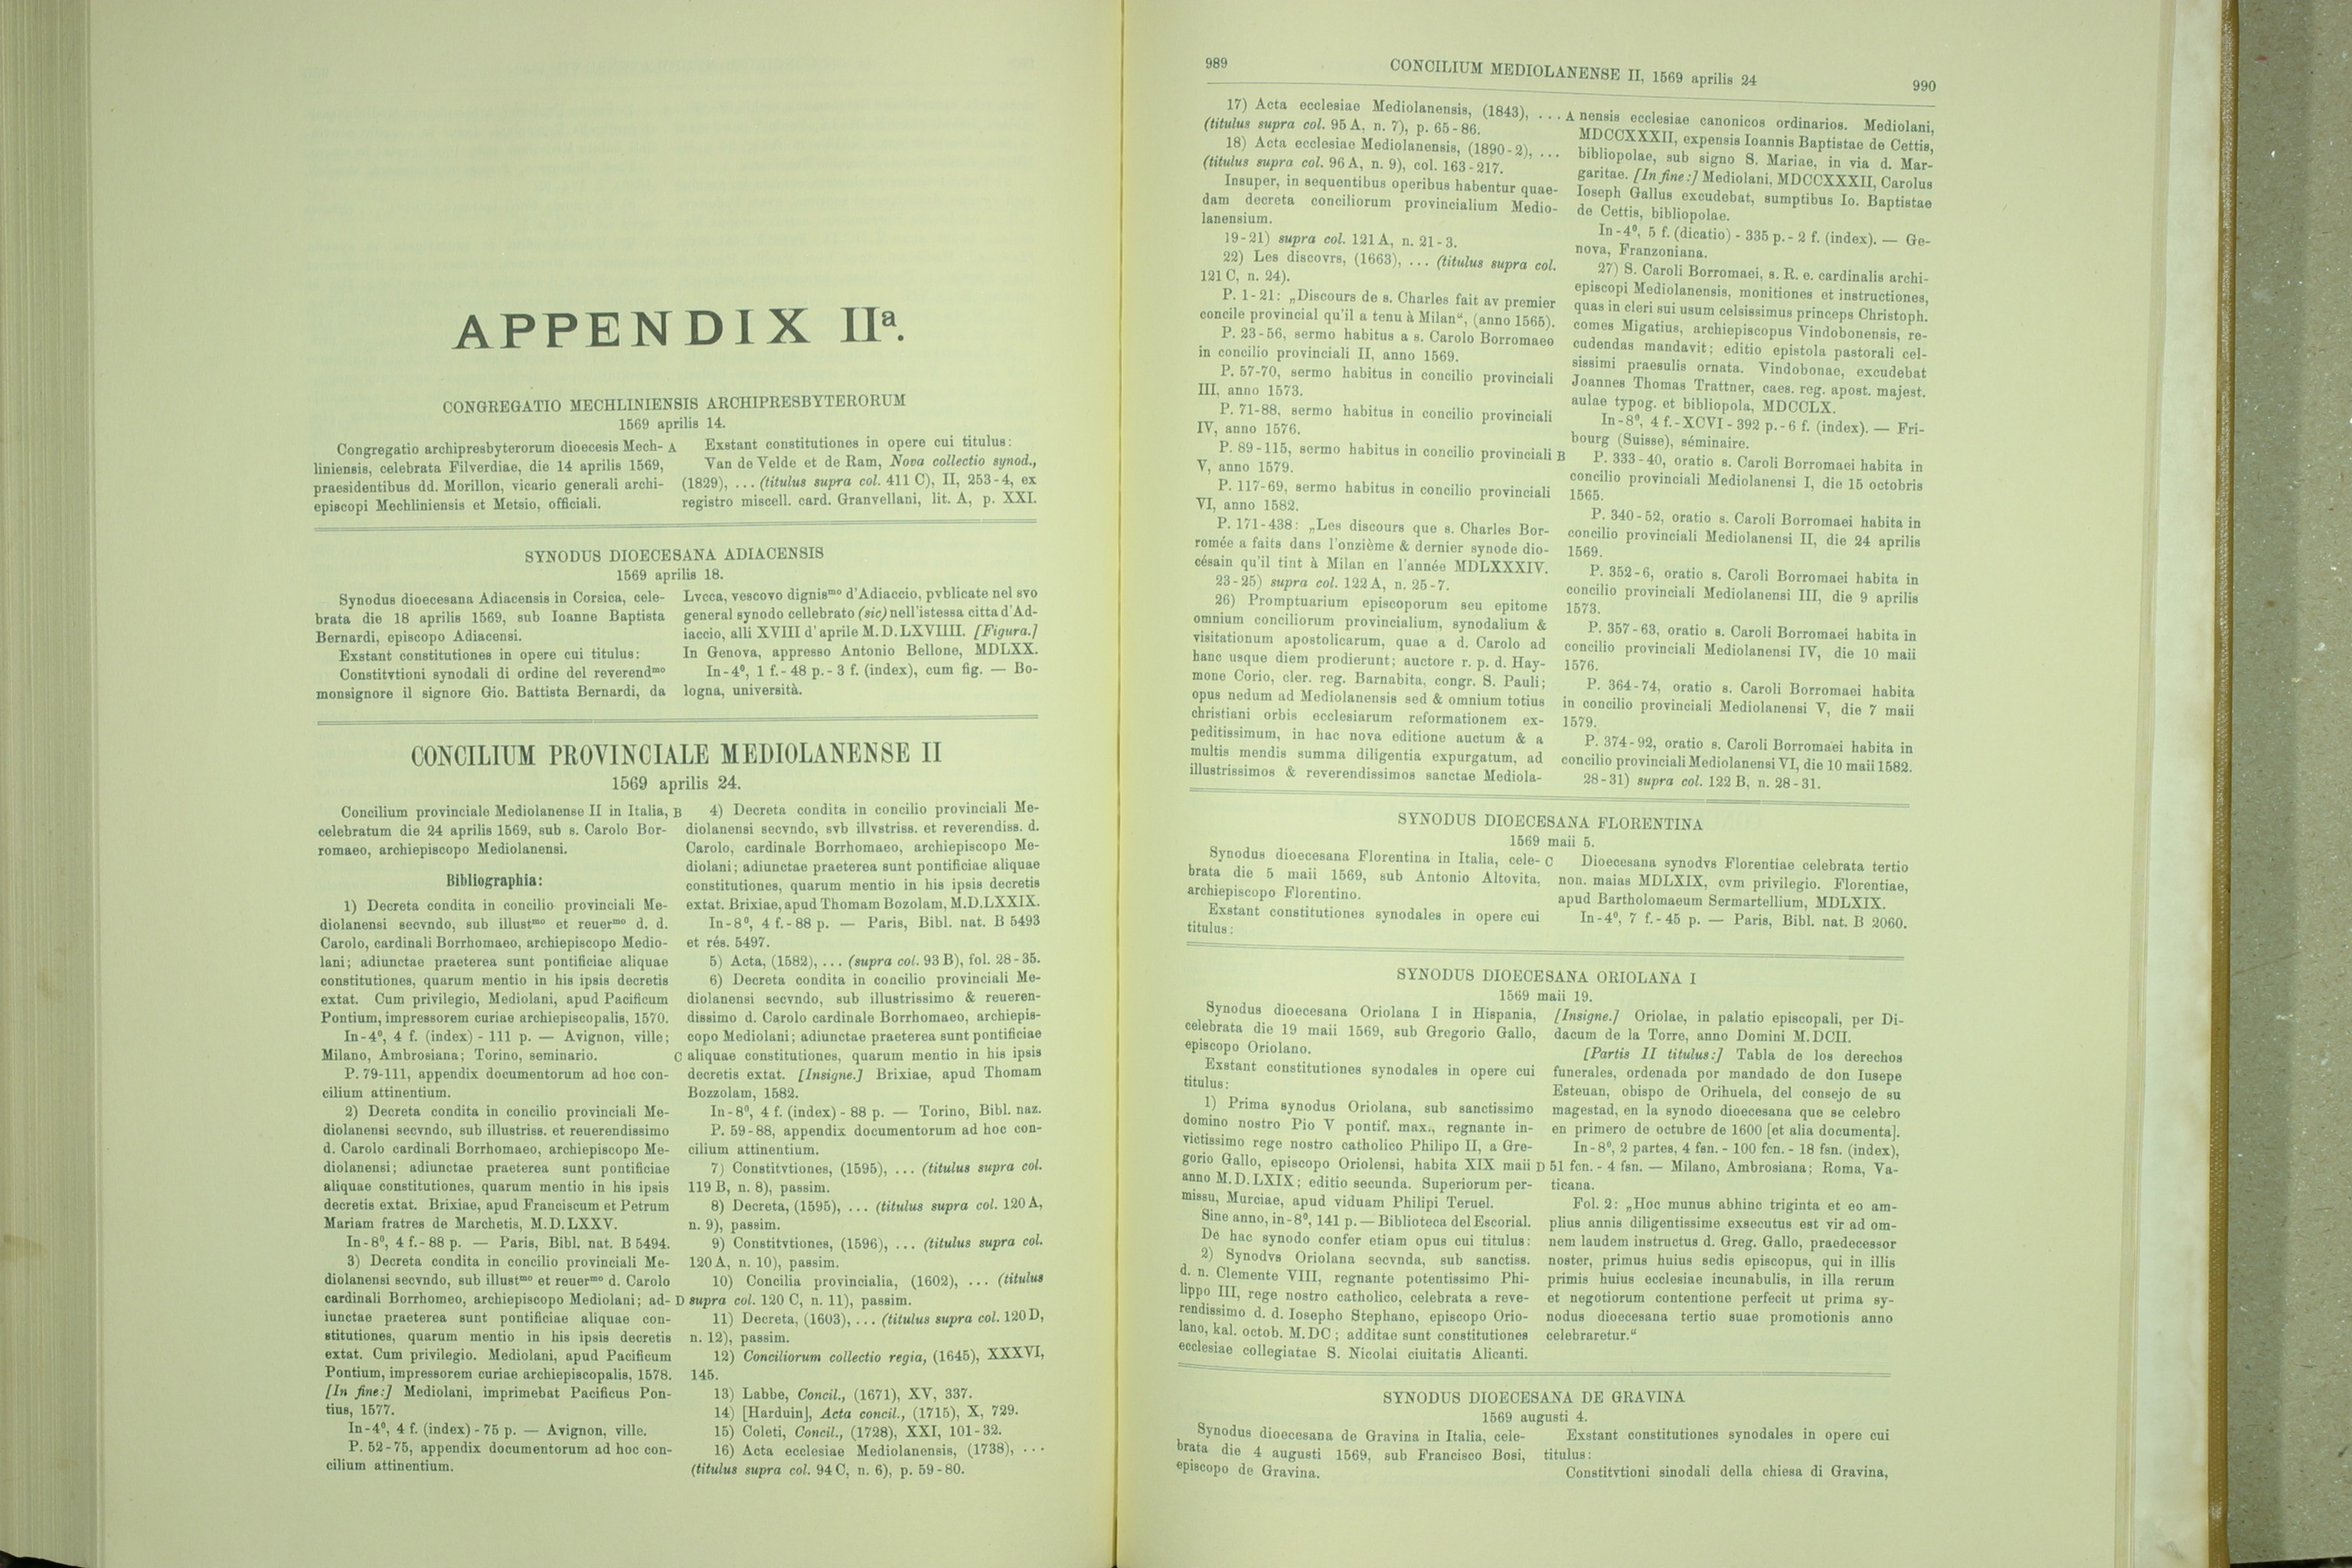 APPENDIX IIª.
CONGREGATIO MECHLINIENSIS ARCHIPRESBYTERORUM
1569 aprilis 14.
Congregatio archipresbyterorum dioecesis Mech-
liniensis, celebrata Filverdiae, die 14 aprilis 1569,
praesidentibus dd. Morillon, vicario generali archi-
episcopi Mechliniensis et Metsio, officiali.
A
Exstant constitutiones in opere cui titulus:
Van de Velde et de Ram, Nova collectio synod.,
(1829), ... (titulus supra col. 411 C), II, 253-4, ex
registro miscell. card. Granvellani, lit. A, p. XXI.
SYNODUS DIOECESANA ADIACENSIS
1569 aprilis 18.
Synodus dioecesana Adiacensis in Corsica, cele-
brata die 18 aprilis 1569, sub Ioanne Baptista
Bernardi, episcopo Adiacensi.
Exstant constitutiones in opere cui titulus:
Constitvtioni synodali di ordine del reverendᵐᵒ
monsignore il signore Gio. Battista Bernardi, da
Lvcca, vescovo dignisᵐᵒ d'Adiaccio, pvblicate nel svo
general synodo cellebrato (sic) nell'istessa citta d'Ad-
iaccio, alli XVIII d'aprile M.D.LXVIIII. [Figura.]
In Genova, appresso Antonio Bellone, MDLXX.
In-4⁰, 1 f.-48 p.-3 f. (index), cum fig. — Bo-
logna, università.
CONCILIUM PROVINCIALE MEDIOLANENSE II
1569 aprilis 24.
Concilium provinciale Mediolanense II in Italia,
celebratum die 24 aprilis 1569, sub s. Carolo Bor-
romaeo, archiepiscopo Mediolanensi.
Bibliographia:
1) Decreta condita in concilio provinciali Me-
diolanensi secvndo, sub illustᵐᵒ et reuerᵐᵒ d. d.
Carolo, cardinali Borrhomaeo, archiepiscopo Medio-
lani; adiunctae praeterea sunt pontificiae aliquae
constitutiones, quarum mentio in his ipsis decretis
extat. Cum privilegio, Mediolani, apud Pacificum
Pontium, impressorem curiae archiepiscopalis, 1570.
In-4⁰, 4 f. (index) - 111 p. — Avignon, ville;
Milano, Ambrosiana; Torino, seminario.
P. 79-111, appendix documentorum ad hoc con-
cilium attinentium.
2) Decreta condita in concilio provinciali Me-
diolanensi secvndo, sub illustriss. et reuerendissimo
d. Carolo cardinali Borrhomaeo, archiepiscopo Me-
diolanensi; adiunctae praeterea sunt pontificiae
aliquae constitutiones, quarum mentio in his ipsis
decretis extat. Brixiae, apud Franciscum et Petrum
Mariam fratres de Marchetis, M.D.LXXV.
In-8⁰, 4 f.-88 p. — Paris, Bibl. nat. B 5494.
3) Decreta condita in concilio provinciali Me-
diolanensi secvndo, sub illustᵐᵒ et reuerᵐᵒ d. Carolo
cardinali Borrhomeo, archiepiscopo Mediolani; ad-
iunctae praeterea sunt pontificiae aliquae con-
stitutiones, quarum mentio in his ipsis decretis
extat. Cum privilegio. Mediolani, apud Pacificum
Pontium, impressorem curiae archiepiscopalis, 1578.
[In fine:] Mediolani, imprimebat Pacificus Pon-
tius, 1577.
In-4⁰, 4 f. (index) - 75 p. — Avignon, ville.
P. 52-75, appendix documentorum ad hoc con-
cilium attinentium.
B
C
D
4) Decreta condita in concilio provinciali Me-
diolanensi secvndo, svb illvstriss. et reverendiss. d.
Carolo, cardinale Borrhomaeo, archiepiscopo Me-
diolani; adiunctae praeterea sunt pontificiae aliquae
constitutiones, quarum mentio in his ipsis decretis
extat. Brixiae, apud Thomam Bozolam, M.D.LXXIX.
In-8⁰, 4 f.-88 p. — Paris, Bibl. nat. B 5493
et rés. 5497.
5) Acta, (1582), ... (supra col. 93 B), fol. 28-35.
6) Decreta condita in concilio provinciali Me-
diolanensi secvndo, sub illustrissimo & reueren-
dissimo d. Carolo cardinale Borrhomaeo, archiepis-
copo Mediolani; adiunctae praeterea sunt pontificiae
aliquae constitutiones, quarum mentio in his ipsis
decretis extat. [Insigne.] Brixiae, apud Thomam
Bozzolam, 1582.
In-8⁰, 4 f. (index) - 88 p. — Torino, Bibl. naz.
P. 59-88, appendix documentorum ad hoc con-
cilium attinentium.
7) Constitvtiones, (1595), ... (titulus supra col.
119 B, n. 8), passim.
8) Decreta, (1595), ... (titulus supra col. 120 A,
n. 9), passim.
9) Constitvtiones, (1596), ... (titulus supra col.
120 A, n. 10), passim.
10) Concilia provincialia, (1602), ... (titulus
supra col. 120 C, n. 11), passim.
11) Decreta, (1603), ... (titulus supra col. 120 D,
n. 12), passim.
12) Conciliorum collectio regia, (1645), XXXVI,
145.
13) Labbe, Concil., (1671), XV, 337.
14) [Harduin], Acta concil., (1715), X, 729.
15) Coleti, Concil., (1728), XXI, 101-32.
16) Acta ecclesiae Mediolanensis, (1738), ...
(titulus supra col. 94 C, n. 6), p. 59-80.
989 CONCILIUM MEDIOLANENSE II, 1569 aprilis 24 990
17) Acta ecclesiae Mediolanensis, (1843), ...
(titulus supra col. 95 A, n. 7), p. 65-86.
18) Acta ecclesiae Mediolanensis, (1890-2), ...
(titulus supra col. 96 A, n. 9), col. 163-217.
Insuper, in sequentibus operibus habentur quae-
dam decreta conciliorum provincialium Medio-
lanensium.
19-21) supra col. 121 A, n. 21-3.
22) Les discovrs, (1663), ... (titulus supra col.
121 C, n. 24).
P. 1-21: „Discours de s. Charles fait av premier
concile provincial qu'il a tenu à Milan“, (anno 1565).
P. 23-56, sermo habitus a s. Carolo Borromaeo
in concilio provinciali II, anno 1569.
P. 57-70, sermo habitus in concilio provinciali
III, anno 1573.
P. 71-88, sermo habitus in concilio provinciali
IV, anno 1576.
P. 89-115, sermo habitus in concilio provinciali
V, anno 1579.
P. 117-69, sermo habitus in concilio provinciali
VI, anno 1582.
P. 171-438: „Les discours que s. Charles Bor-
romée a faits dans l'onzième & dernier synode dio-
césain qu'il tint à Milan en l'année MDLXXXIV.
23-25) supra col. 122 A, n. 25-7.
26) Promptuarium episcoporum seu epitome
omnium conciliorum provincialium, synodalium &
visitationum apostolicarum, quae a d. Carolo ad
hanc usque diem prodierunt; auctore r. p. d. Hay-
mone Corio, cler. reg. Barnabita, congr. S. Pauli;
opus nedum ad Mediolanensis sed & omnium totius
christiani orbis ecclesiarum reformationem ex-
peditissimum, in hac nova editione auctum & a
multis mendis summa diligentia expurgatum, ad
illustrissimos & reverendissimos sanctae Mediola-
A
B
nensis ecclesiae canonicos ordinarios. Mediolani,
MDCCXXXII, expensis Ioannis Baptistae de Cettis,
bibliopolae, sub signo S. Mariae, in via d. Mar-
garitae. [In fine:] Mediolani, MDCCXXXII, Carolus
Ioseph Gallus excudebat, sumptibus Io. Baptistae
de Cettis, bibliopolae.
In-4⁰, 5 f. (dicatio) - 335 p. - 2 f. (index). — Ge-
nova, Franzoniana.
27) S. Caroli Borromaei, s. R. e. cardinalis archi-
episcopi Mediolanensis, monitiones et instructiones,
quas in cleri sui usum celsissimus princeps Christoph.
comes Migatius, archiepiscopus Vindobonensis, re-
cudendas mandavit; editio epistola pastorali cel-
sissimi praesulis ornata. Vindobonae, excudebat
Joannes Thomas Trattner, caes. reg. apost. majest.
aulae typog. et bibliopola, MDCCLX.
In-8⁰, 4 f.-XCVI-392 p.-6 f. (index). — Fri-
bourg (Suisse), séminaire.
P. 333-40, oratio s. Caroli Borromaei habita in
concilio provinciali Mediolanensi I, die 15 octobris
1565.
P. 340-52, oratio s. Caroli Borromaei habita in
concilio provinciali Mediolanensi II, die 24 aprilis
1569.
P. 352-6, oratio s. Caroli Borromaei habita in
concilio provinciali Mediolanensi III, die 9 aprilis
1573.
P. 357-63, oratio s. Caroli Borromaei habita in
concilio provinciali Mediolanensi IV, die 10 maii
1576.
P. 364-74, oratio s. Caroli Borromaei habita
in concilio provinciali Mediolanensi V, die 7 maii
1579.
P. 374-92, oratio s. Caroli Borromaei habita in
concilio provinciali Mediolanensi VI, die 10 maii 1582.
28-31) supra col. 122 B, n. 28-31.
SYNODUS DIOECESANA FLORENTINA
1569 maii 5.
Synodus dioecesana Florentina in Italia, cele-
brata die 5 maii 1569, sub Antonio Altovita,
archiepiscopo Florentino.
Exstant constitutiones synodales in opere cui
titulus:
C
Dioecesana synodvs Florentiae celebrata tertio
non. maias MDLXIX, cvm privilegio. Florentiae,
apud Bartholomaeum Sermartellium, MDLXIX.
In-4⁰, 7 f.-45 p. — Paris, Bibl. nat. B 2060.
SYNODUS DIOECESANA ORIOLANA I
1569 maii 19.
Synodus dioecesana Oriolana I in Hispania,
celebrata die 19 maii 1569, sub Gregorio Gallo,
episcopo Oriolano.
Exstant constitutiones synodales in opere cui
titulus:
1) Prima synodus Oriolana, sub sanctissimo
domino nostro Pio V pontif. max., regnante in-
victissimo rege nostro catholico Philipo II, a Gre-
gorio Gallo, episcopo Oriolensi, habita XIX maii
anno M.D.LXIX; editio secunda. Superiorum per-
missu, Murciae, apud viduam Philipi Teruel.
Sine anno, in-8⁰, 141 p. — Biblioteca del Escorial.
De hac synodo confer etiam opus cui titulus:
2) Synodvs Oriolana secvnda, sub sanctiss.
d. n. Clemente VIII, regnante potentissimo Phi-
lippo III, rege nostro catholico, celebrata a reve-
rendissimo d. d. Iosepho Stephano, episcopo Orio-
lano, kal. octob. M.DC; additae sunt constitutiones
ecclesiae collegiatae S. Nicolai ciuitatis Alicanti.
D
[Insigne.] Oriolae, in palatio episcopali, per Di-
dacum de la Torre, anno Domini M.DCII.
[Partis II titulus:] Tabla de los derechos
funerales, ordenada por mandado de don Iusepe
Esteuan, obispo de Orihuela, del consejo de su
magestad, en la synodo dioecesana que se celebro
en primero de octubre de 1600 [et alia documenta].
In-8⁰, 2 partes, 4 fsn. - 100 fcn. - 18 fsn. (index),
51 fcn. - 4 fsn. — Milano, Ambrosiana; Roma, Va-
ticana.
Fol. 2: „Hoc munus abhinc triginta et eo am-
plius annis diligentissime exsecutus est vir ad om-
nem laudem instructus d. Greg. Gallo, praedecessor
noster, primus huius sedis episcopus, qui in illis
primis huius ecclesiae incunabulis, in illa rerum
et negotiorum contentione perfecit ut prima sy-
nodus dioecesana tertio suae promotionis anno
celebraretur.“
SYNODUS DIOECESANA DE GRAVINA
1569 augusti 4.
Synodus dioecesana de Gravina in Italia, cele-
brata die 4 augusti 1569, sub Francisco Bosi,
episcopo de Gravina.
Exstant constitutiones synodales in opere cui
titulus:
Constitvtioni sinodali della chiesa di Gravina,